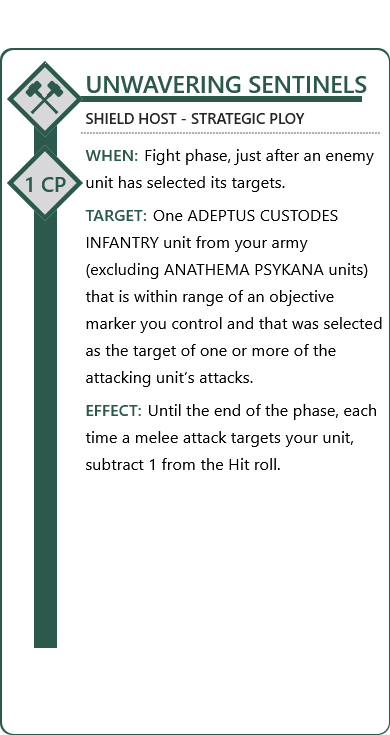 UNWAVERING SENTINELS
SHIELD HOST - STRATEGIC PLOY
1 CP
WHEN: Fight phase, just after an enemy
unit has selected its targets.
TARGET: One ADEPTUS CUSTODES
INFANTRY unit from your army
(excluding ANATHEMA PSYKANA units)
that is within range of an objective
marker you control and that was selected
as the target of one or more of the
attacking unit’s attacks.
EFFECT: Until the end of the phase, each
time a melee attack targets your unit,
subtract 1 from the Hit roll.